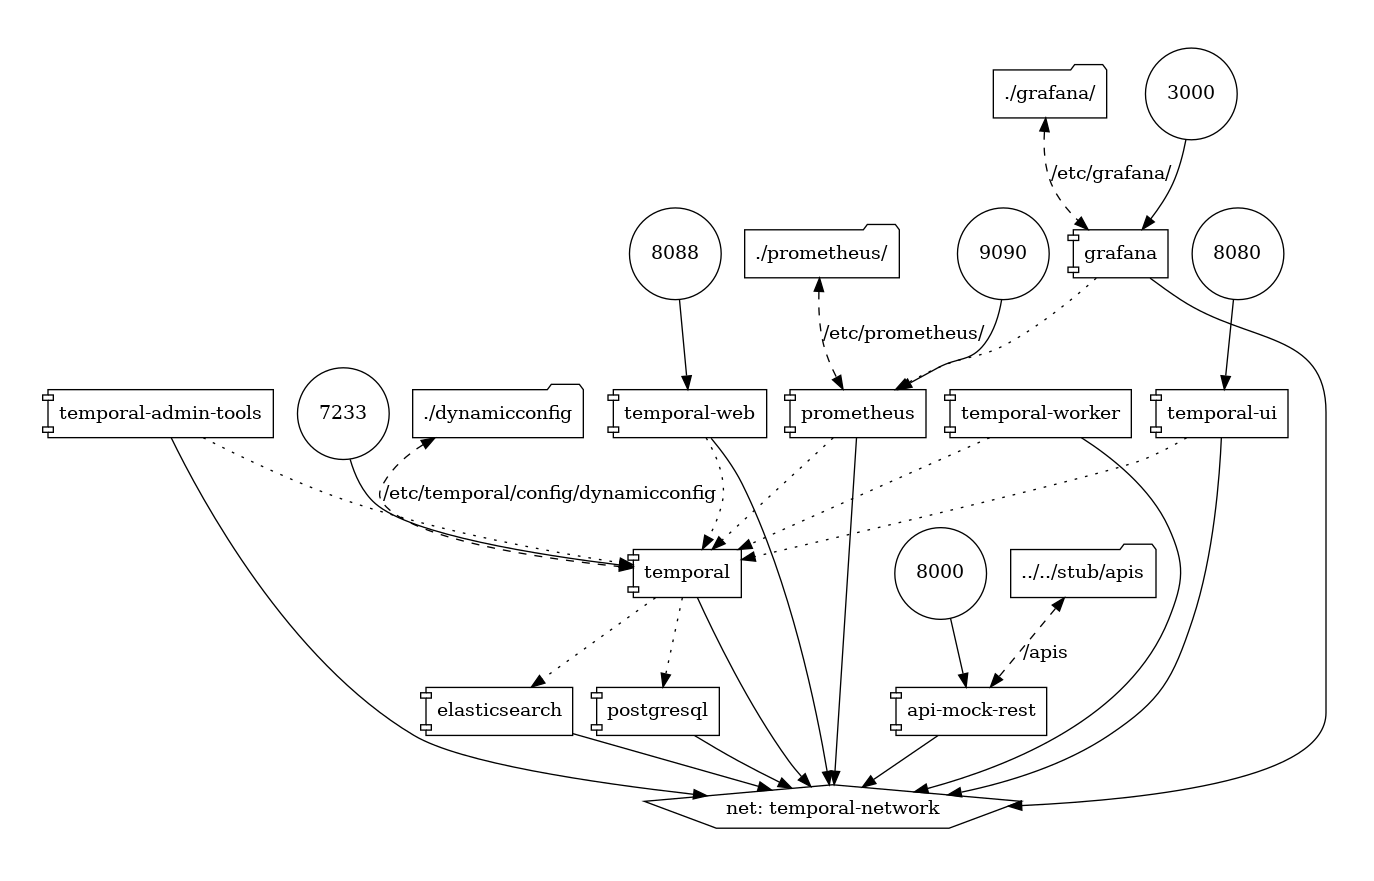 ./grafana/
3000
/etc/grafana/
8088
./prometheus/
9090
grafana
8080
/etc/prometheus/
temporal-admin-tools
7233
./dynamicconfig
temporal-web
prometheus
temporal-worker
temporal-ui
/etc/temporal/config/dynamicconfig
temporal
8000
../../stub/apis
/apis
elasticsearch
postgresql
api-mock-rest
net: temporal-network